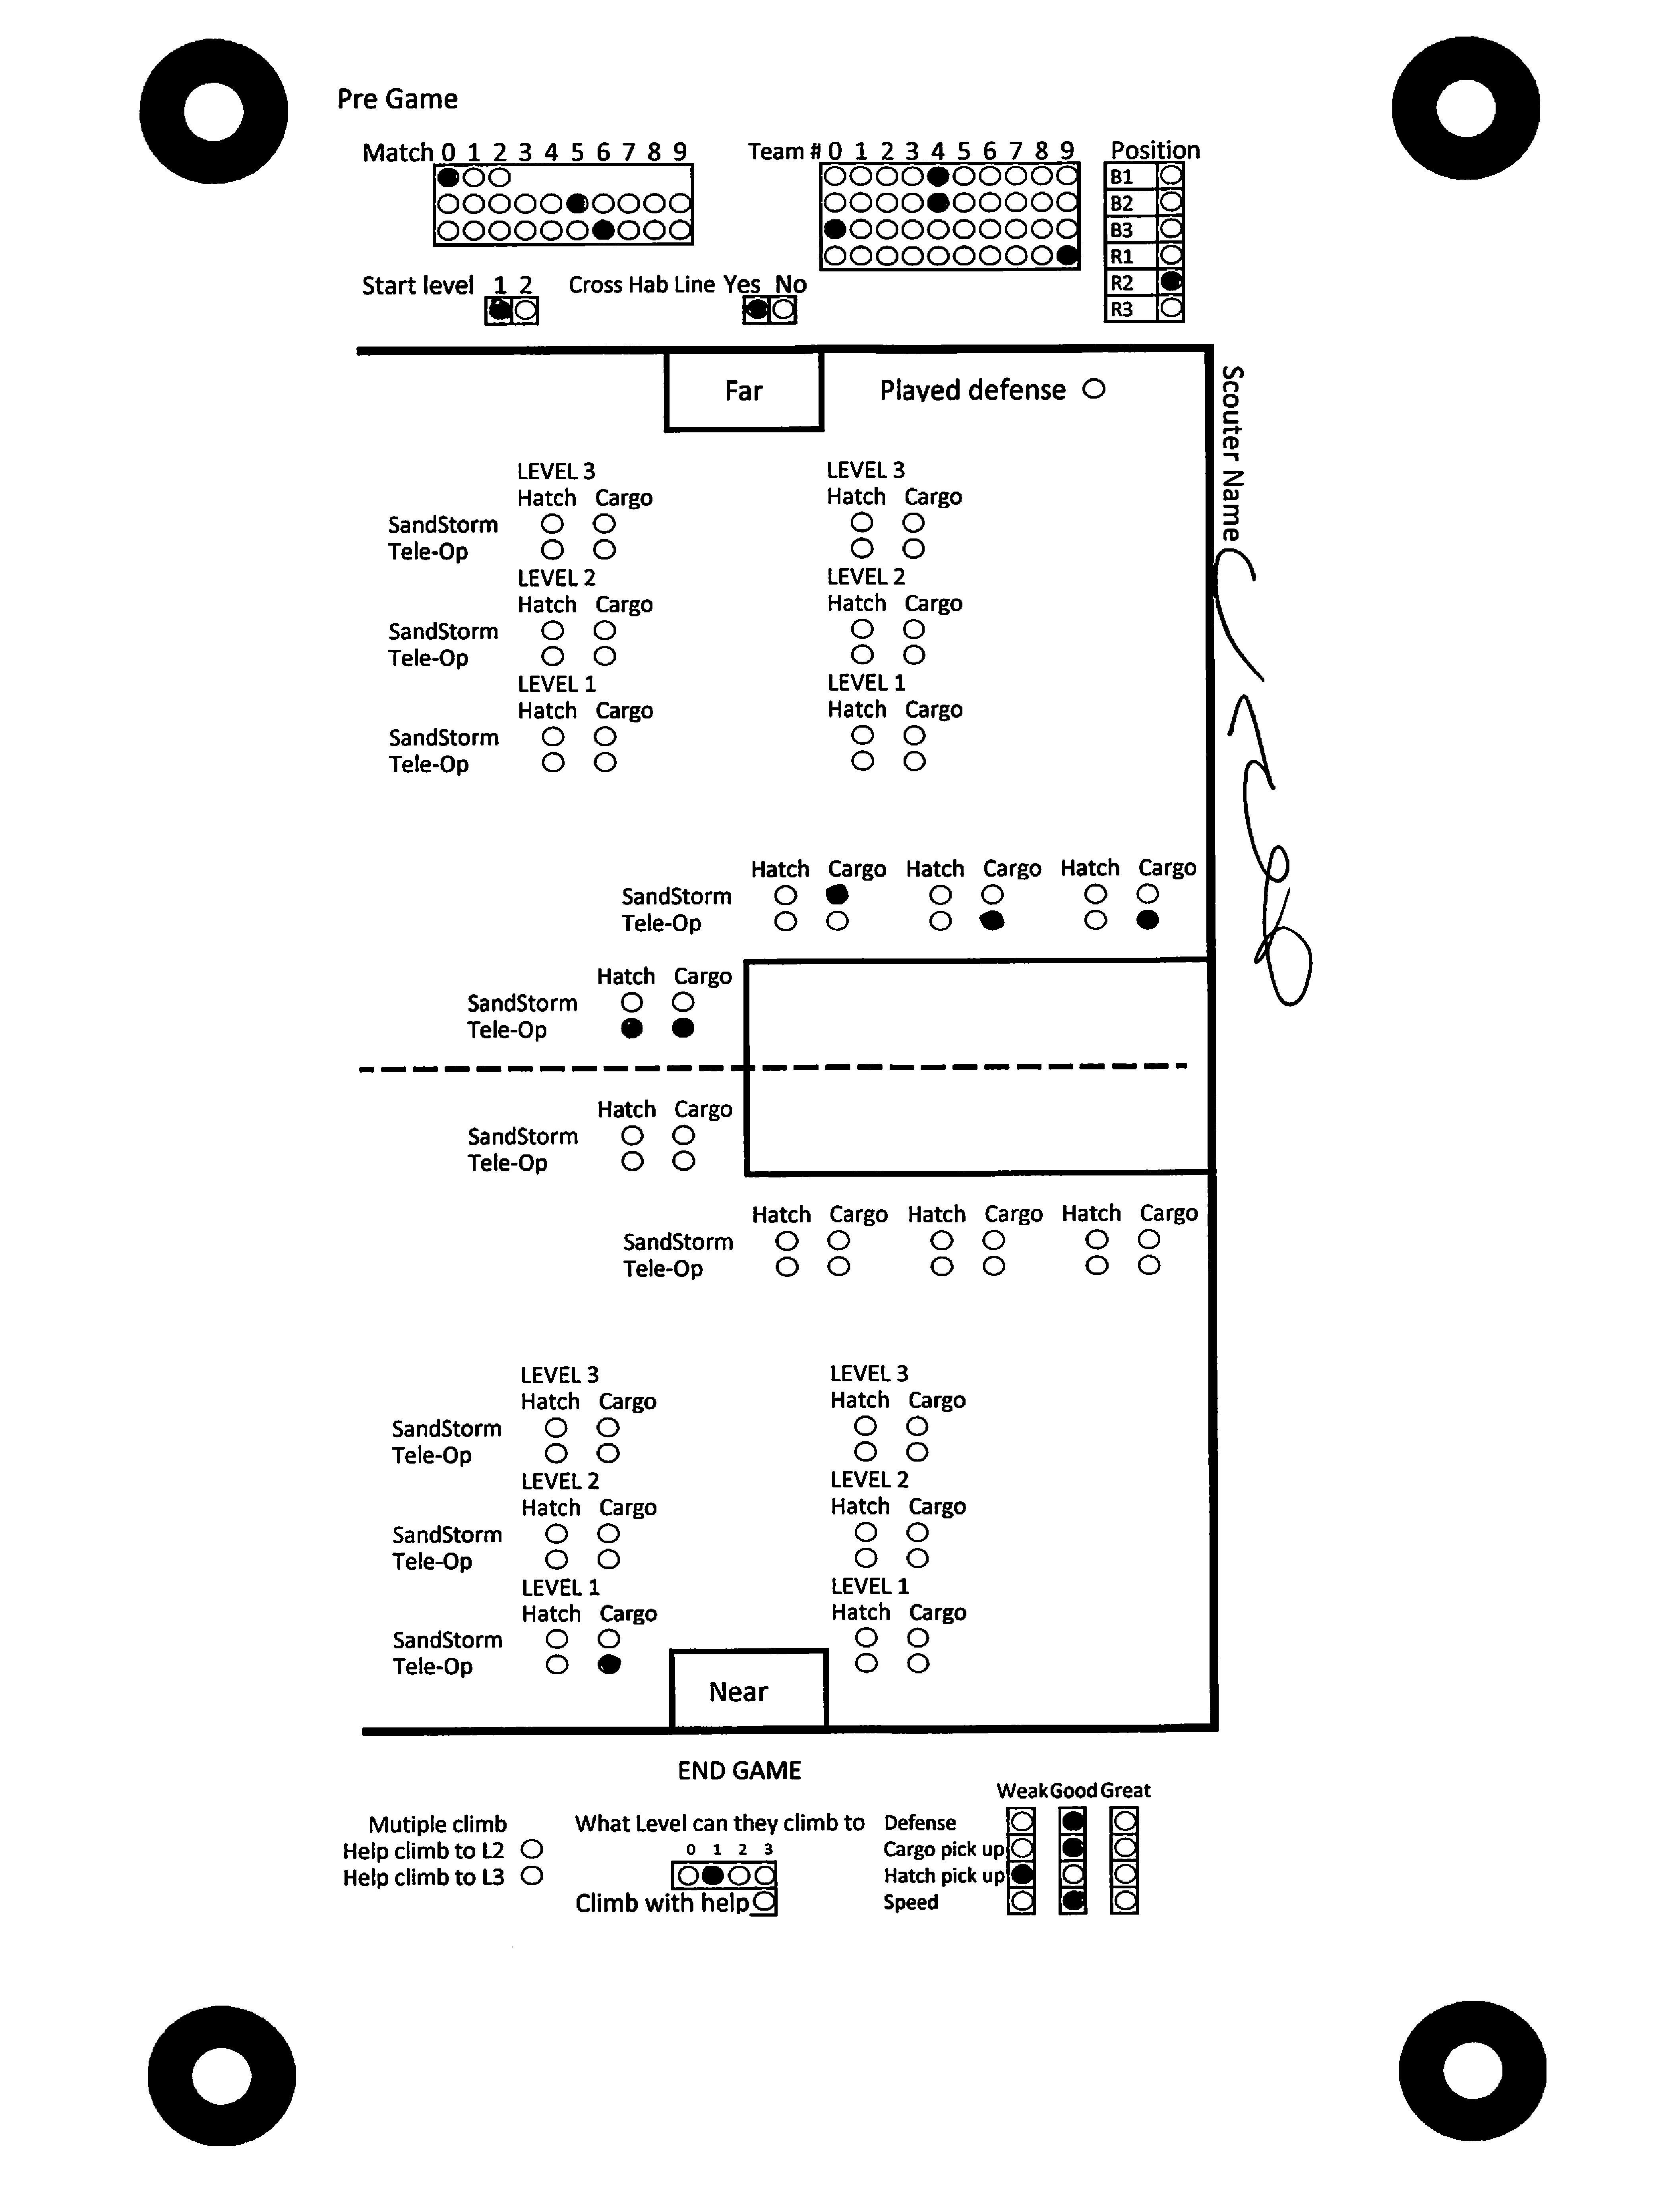 Pre Game
Match 0 1 2 3 4 5 6 7 8 9
Team # 0 1 2 3 4 5 6 7 8 9
Position
B1
B2
B3
R1
R2
R3
Start level 1 2
Cross Hab Line Yes No
Far
Played defense
Scouter Name
LEVEL 3 LEVEL 3
Hatch Cargo Hatch Cargo
SandStorm
Tele-Op
LEVEL 2 LEVEL 2
Hatch Cargo Hatch Cargo
SandStorm
Tele-Op
LEVEL 1 LEVEL 1
Hatch Cargo Hatch Cargo
SandStorm
Tele-Op
Hatch Cargo Hatch Cargo Hatch Cargo
SandStorm
Tele-Op
Hatch Cargo
SandStorm
Tele-Op
Hatch Cargo
SandStorm
Tele-Op
Hatch Cargo Hatch Cargo Hatch Cargo
SandStorm
Tele-Op
LEVEL 3 LEVEL 3
Hatch Cargo Hatch Cargo
SandStorm
Tele-Op
LEVEL 2 LEVEL 2
Hatch Cargo Hatch Cargo
SandStorm
Tele-Op
LEVEL 1 LEVEL 1
Hatch Cargo Hatch Cargo
SandStorm
Tele-Op
Near
END GAME
Mutiple climb
Help climb to L2
Help climb to L3
What Level can they climb to
0 1 2 3
Climb with help
Weak Good Great
Defense
Cargo pick up
Hatch pick up
Speed